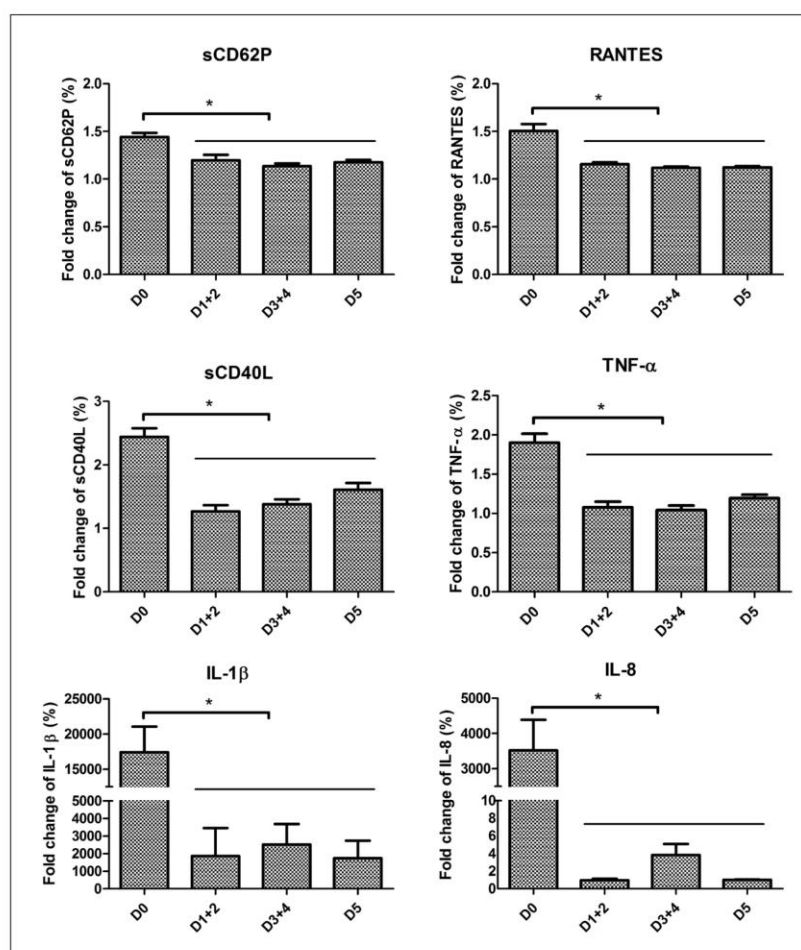 sCD62P
Fold change of sCD62P (%)
2.0
1.5
1.0
0.5
0.0
*
D0
D1+2
D3+4
D5
RANTES
Fold change of RANTES (%)
2.0
1.5
1.0
0.5
0.0
*
D0
D1+2
D3+4
D5
sCD40L
Fold change of sCD40L (%)
3
2
1
0
*
D0
D1+2
D3+4
D5
TNF-α
Fold change of TNF-α (%)
2.5
2.0
1.5
1.0
0.5
0.0
*
D0
D1+2
D3+4
D5
IL-1β
Fold change of IL-1β (%)
25000
20000
15000
5000
4000
3000
2000
1000
0
*
D0
D1+2
D3+4
D5
IL-8
Fold change of IL-8 (%)
5000
4000
3000
10
8
6
4
2
0
*
D0
D1+2
D3+4
D5